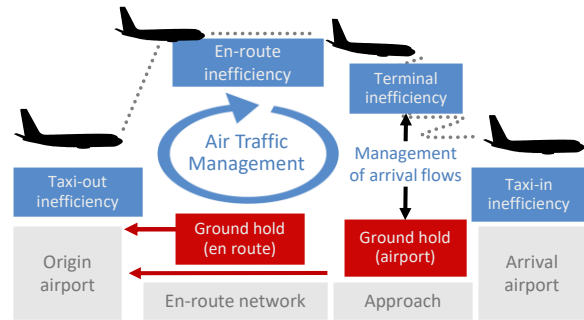 En-route
inefficiency
Terminal
inefficiency
Air Traffic
Management
Management
of arrival flows
Taxi-out
inefficiency
Taxi-in
inefficiency
Ground hold
(en route)
Ground hold
(airport)
Origin
airport
Arrival
airport
En-route network
Approach